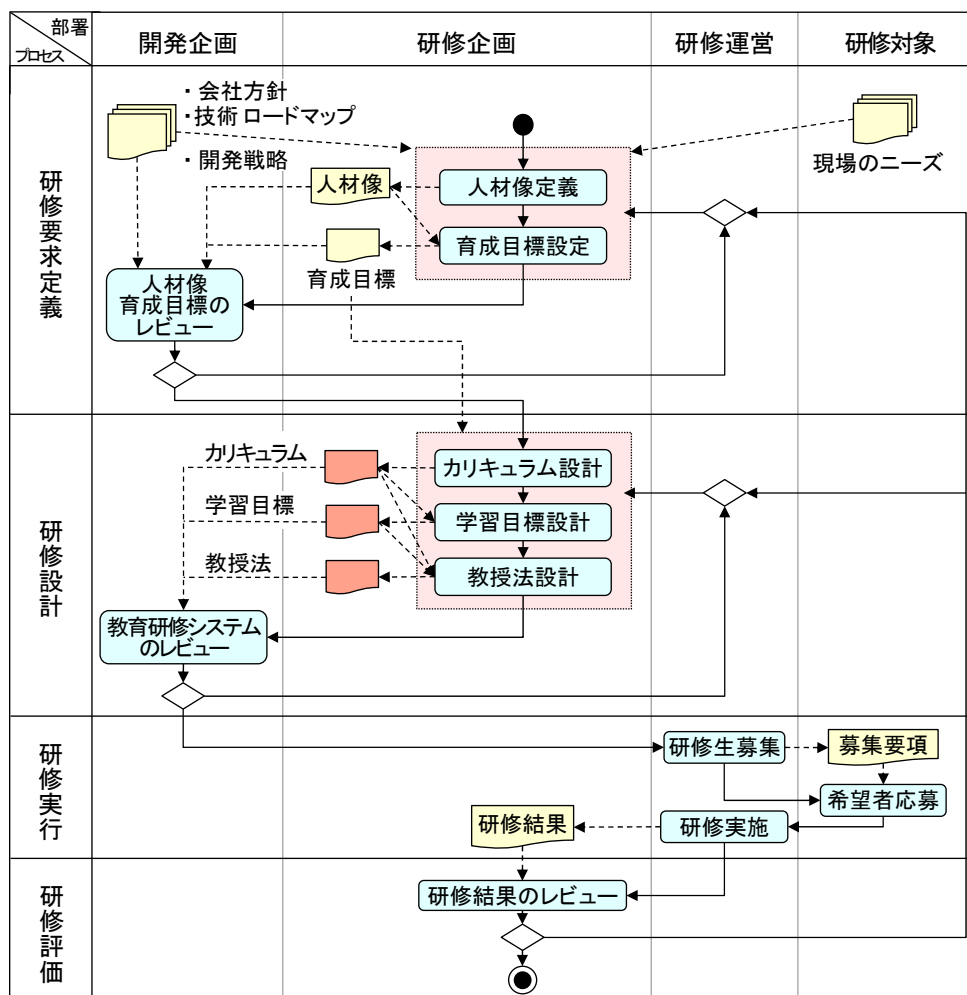 部署
プロセス
開発企画
研修企画
研修運営
研修対象
研修要求定義
・会社方針
・技術ロードマップ
・開発戦略
現場のニーズ
人材像
人材像定義
育成目標設定
育成目標
人材像
育成目標の
レビュー
研修設計
カリキュラム
カリキュラム設計
学習目標
学習目標設計
教授法
教授法設計
教育研修システム
のレビュー
研修実行
研修生募集
募集要項
希望者応募
研修結果
研修実施
研修評価
研修結果のレビュー